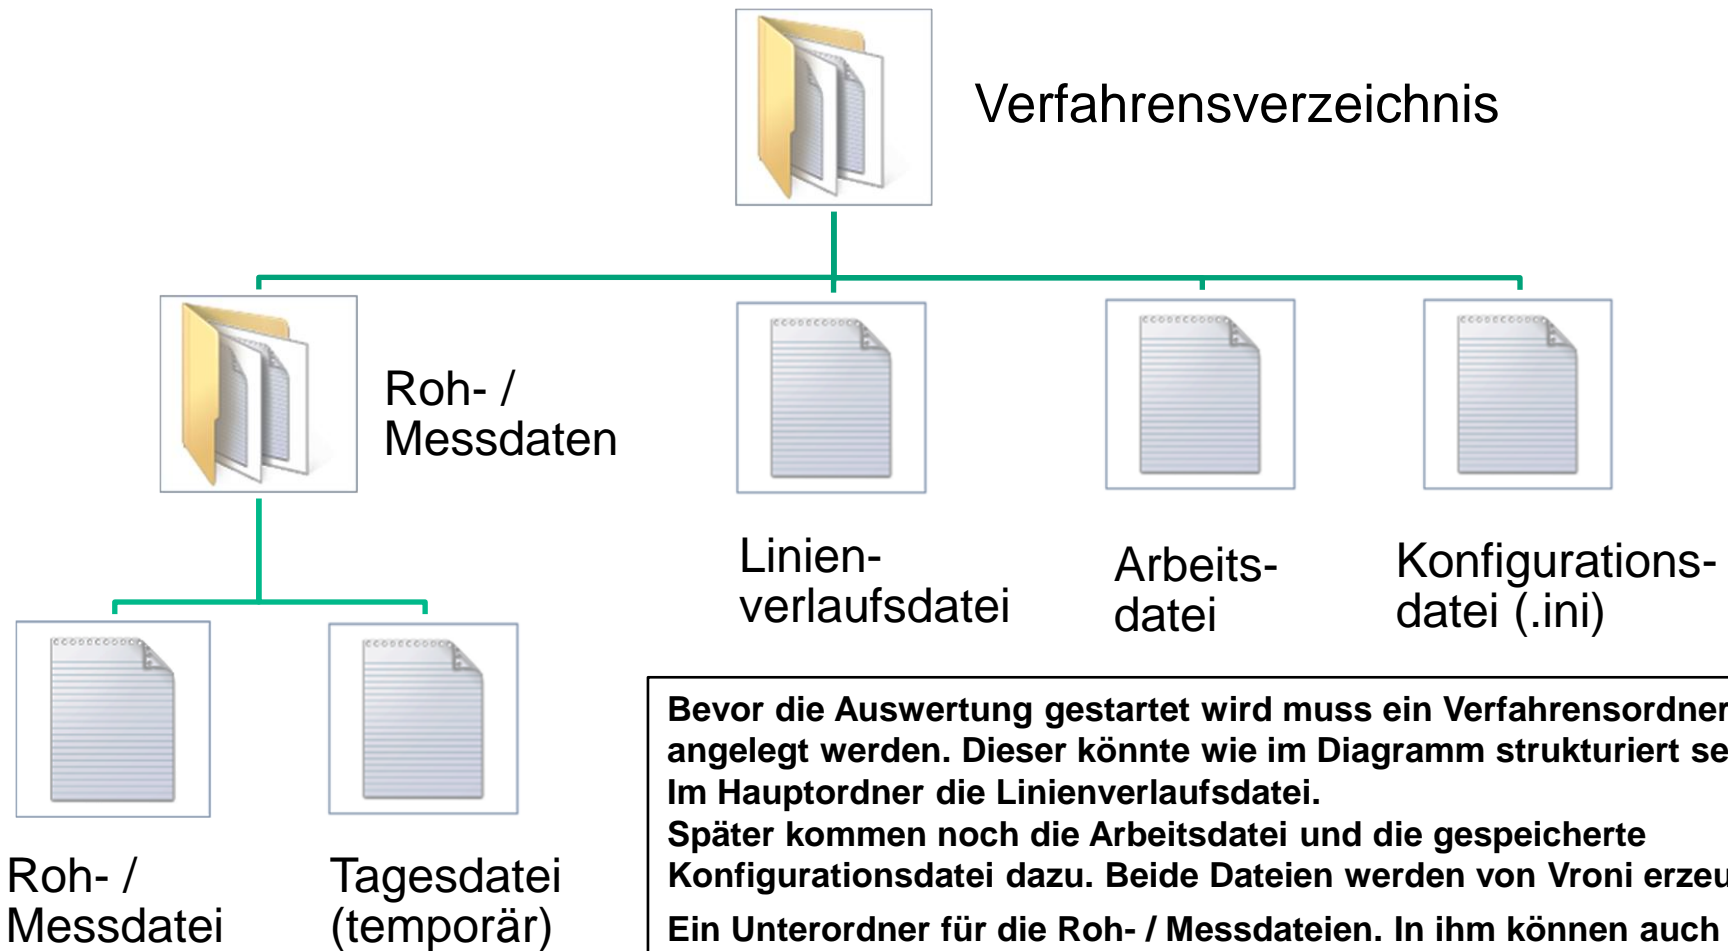 Verfahrensverzeichnis
Roh- /
Messdaten
Linien-
verlaufsdatei
Arbeits-
datei
Konfigurations-
datei (.ini)
Roh- /
Messdatei
Tagesdatei
(temporär)
Bevor die Auswertung gestartet wird muss ein Verfahrensordner
angelegt werden. Dieser könnte wie im Diagramm strukturiert
Im Hauptordner die Linienverlaufsdatei.
Später kommen noch die Arbeitsdatei und die gespeicherte
Konfigurationsdatei dazu. Beide Dateien werden von Vroni
Ein Unterordner für die Roh- / Messdateien. In ihm können auch